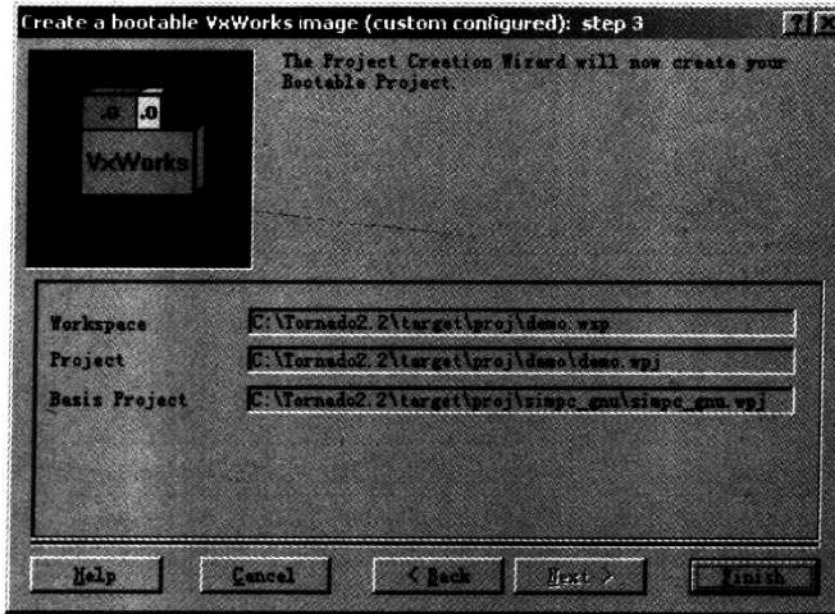 Create a bootable VxWorks image (custom configured): step 3
The Project Creation Wizard will now create your
Bootable Project.
.o .o
VxWorks
Workspace
C:\Tornado2.2\target\proj\demo.wsp
Project
C:\Tornado2.2\target\proj\demo\demo.wpj
Basis Project
C:\Tornado2.2\target\proj\simpc_gnu\simpc_gnu.wpj
Help
Cancel
< Back
Next >
Finish